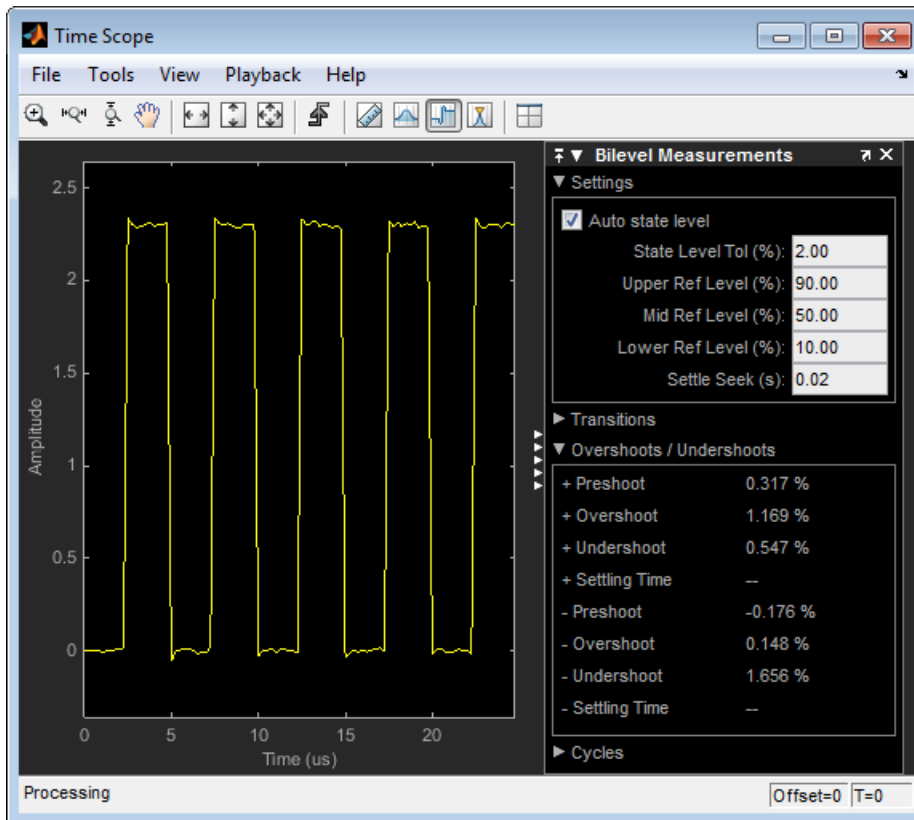 Time Scope
File Tools View Playback Help
Bilevel Measurements
Settings
Auto state level
State Level Tol (%): 2.00
Upper Ref Level (%): 90.00
Mid Ref Level (%): 50.00
Lower Ref Level (%): 10.00
Settle Seek (s): 0.02
Transitions
Overshoots / Undershoots
+ Preshoot 0.317 %
+ Overshoot 1.169 %
+ Undershoot 0.547 %
+ Settling Time --
- Preshoot -0.176 %
- Overshoot 0.148 %
- Undershoot 1.656 %
- Settling Time --
Cycles
2.5
2
1.5
1
0.5
0
Amplitude
0 5 10 15 20
Time (us)
Processing
Offset=0 T=0